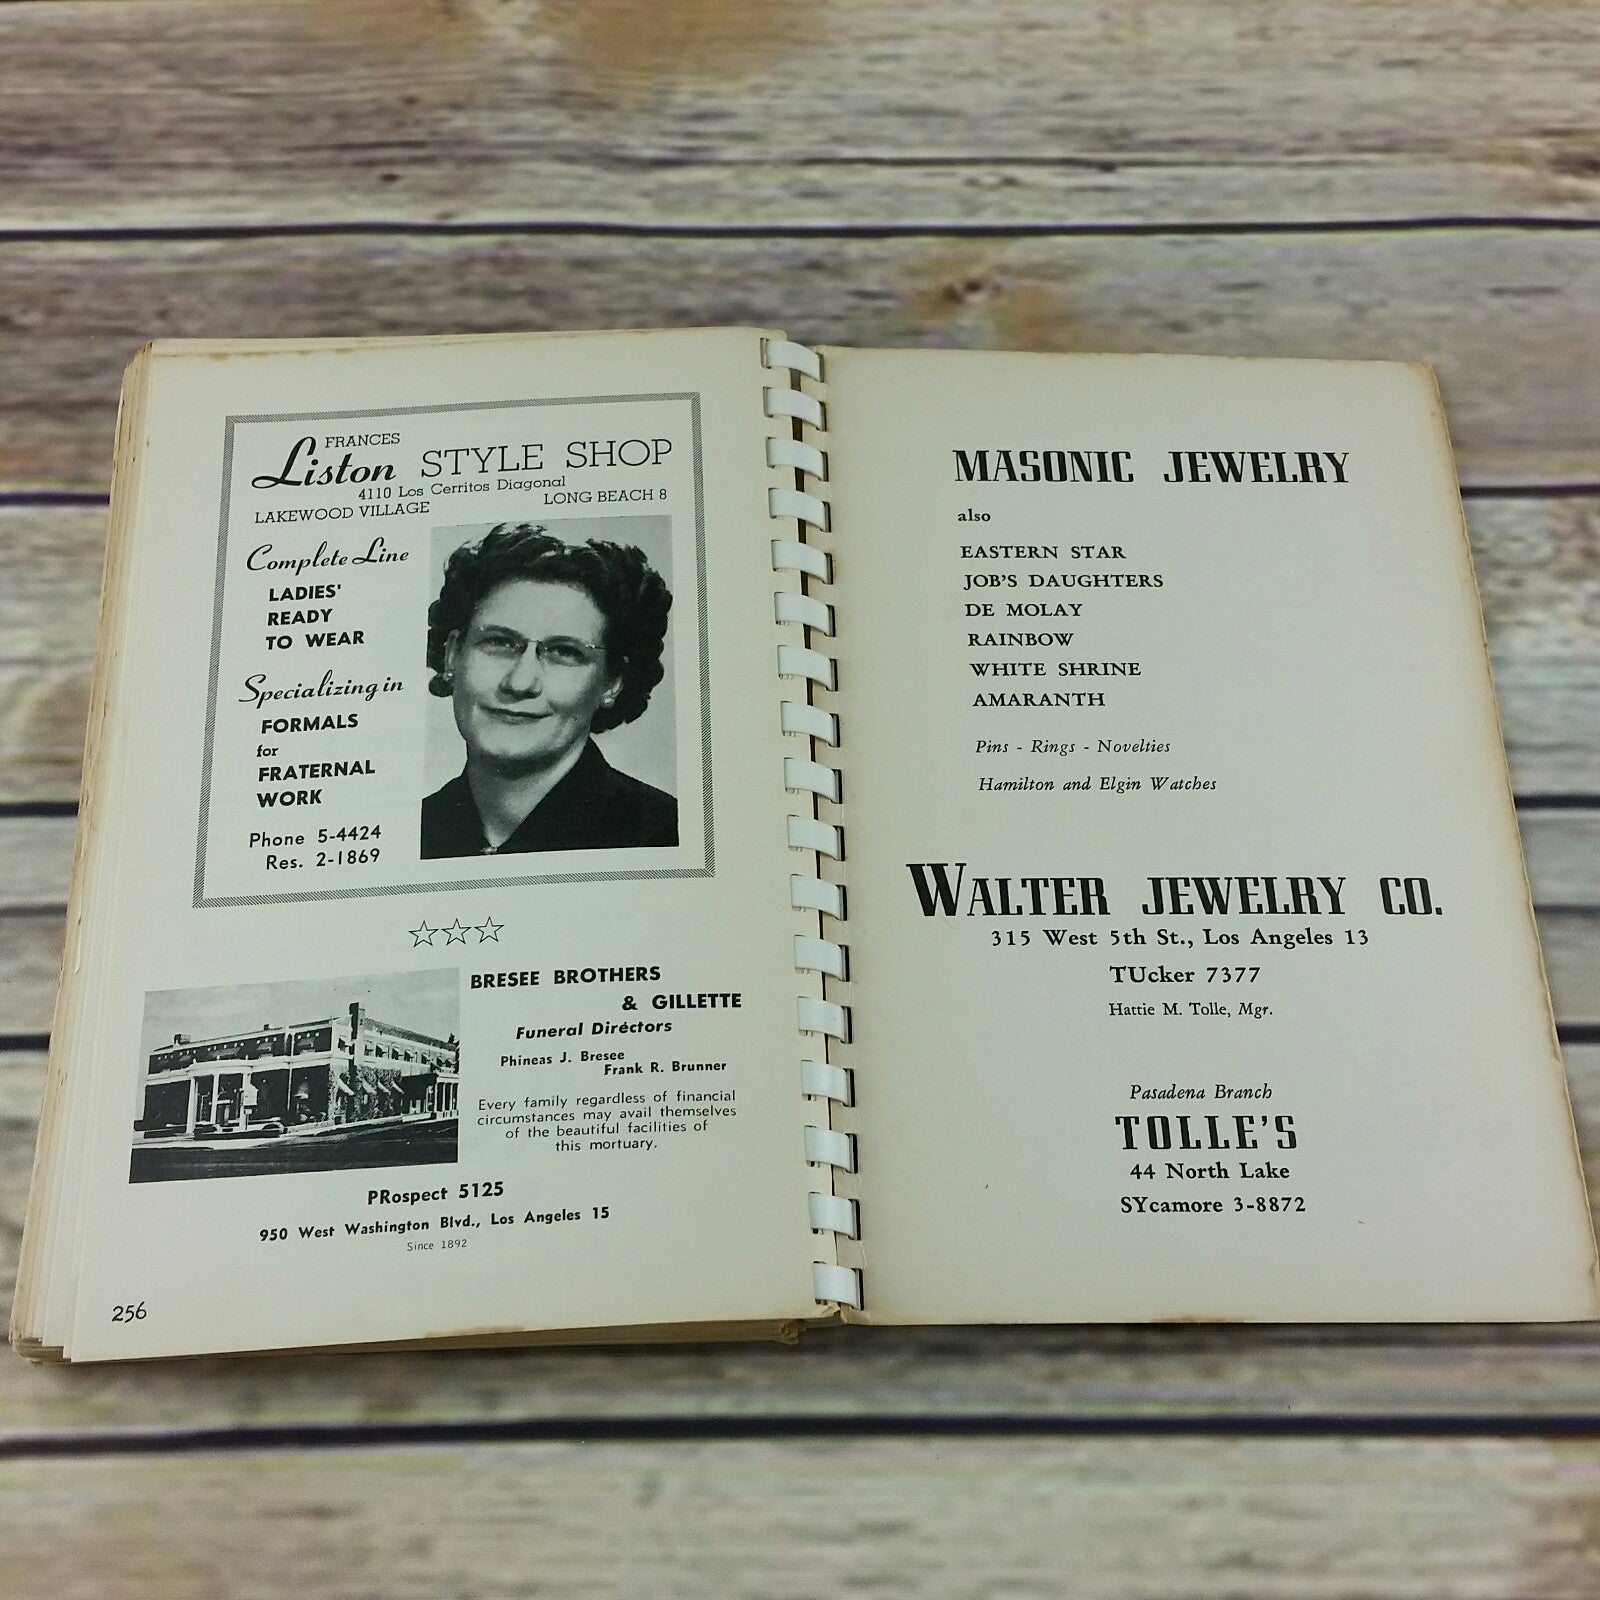 FRANCES
Liston STYLE SHOP
4110 Los Cerritos Diagonal
LAKEWOOD VILLAGE LONG BEACH 8
Complete Line
LADIES'
READY
TO WEAR
Specializing in
FORMALS
for
FRATERNAL
WORK
Phone 5-4424
Res. 2-1869
BRESEE BROTHERS
& GILLETTE
Funeral Directors
Phineas J. Bresee
Frank R. Brunner
Every family regardless of financial
circumstances may avail themselves
of the beautiful facilities of
this mortuary.
PRospect 5125
950 West Washington Blvd., Los Angeles 15
Since 1892
256
MASONIC JEWELRY
also
EASTERN STAR
JOB'S DAUGHTERS
DE MOLAY
RAINBOW
WHITE SHRINE
AMARANTH
Pins - Rings - Novelties
Hamilton and Elgin Watches
WALTER JEWELRY CO.
315 West 5th St., Los Angeles 13
TUcker 7377
Hattie M. Tolle, Mgr.
Pasadena Branch
TOLLE'S
44 North Lake
SYcamore 3-8872